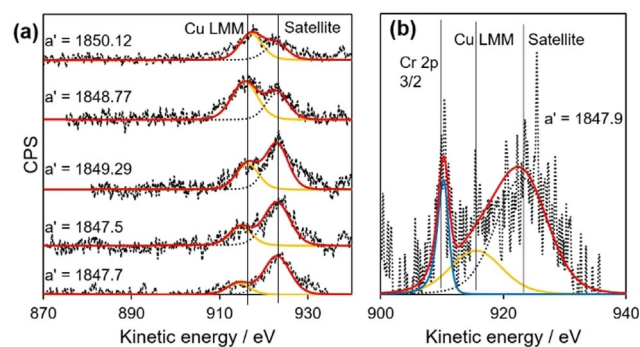 (a)
Cu LMM
Satellite
a' = 1850.12
a' = 1848.77
a' = 1849.29
a' = 1847.5
a' = 1847.7
CPS
870
890
910
930
Kinetic energy / eV
(b)
Cu LMM
Satellite
Cr 2p
3/2
a' = 1847.9
900
920
940
Kinetic energy / eV